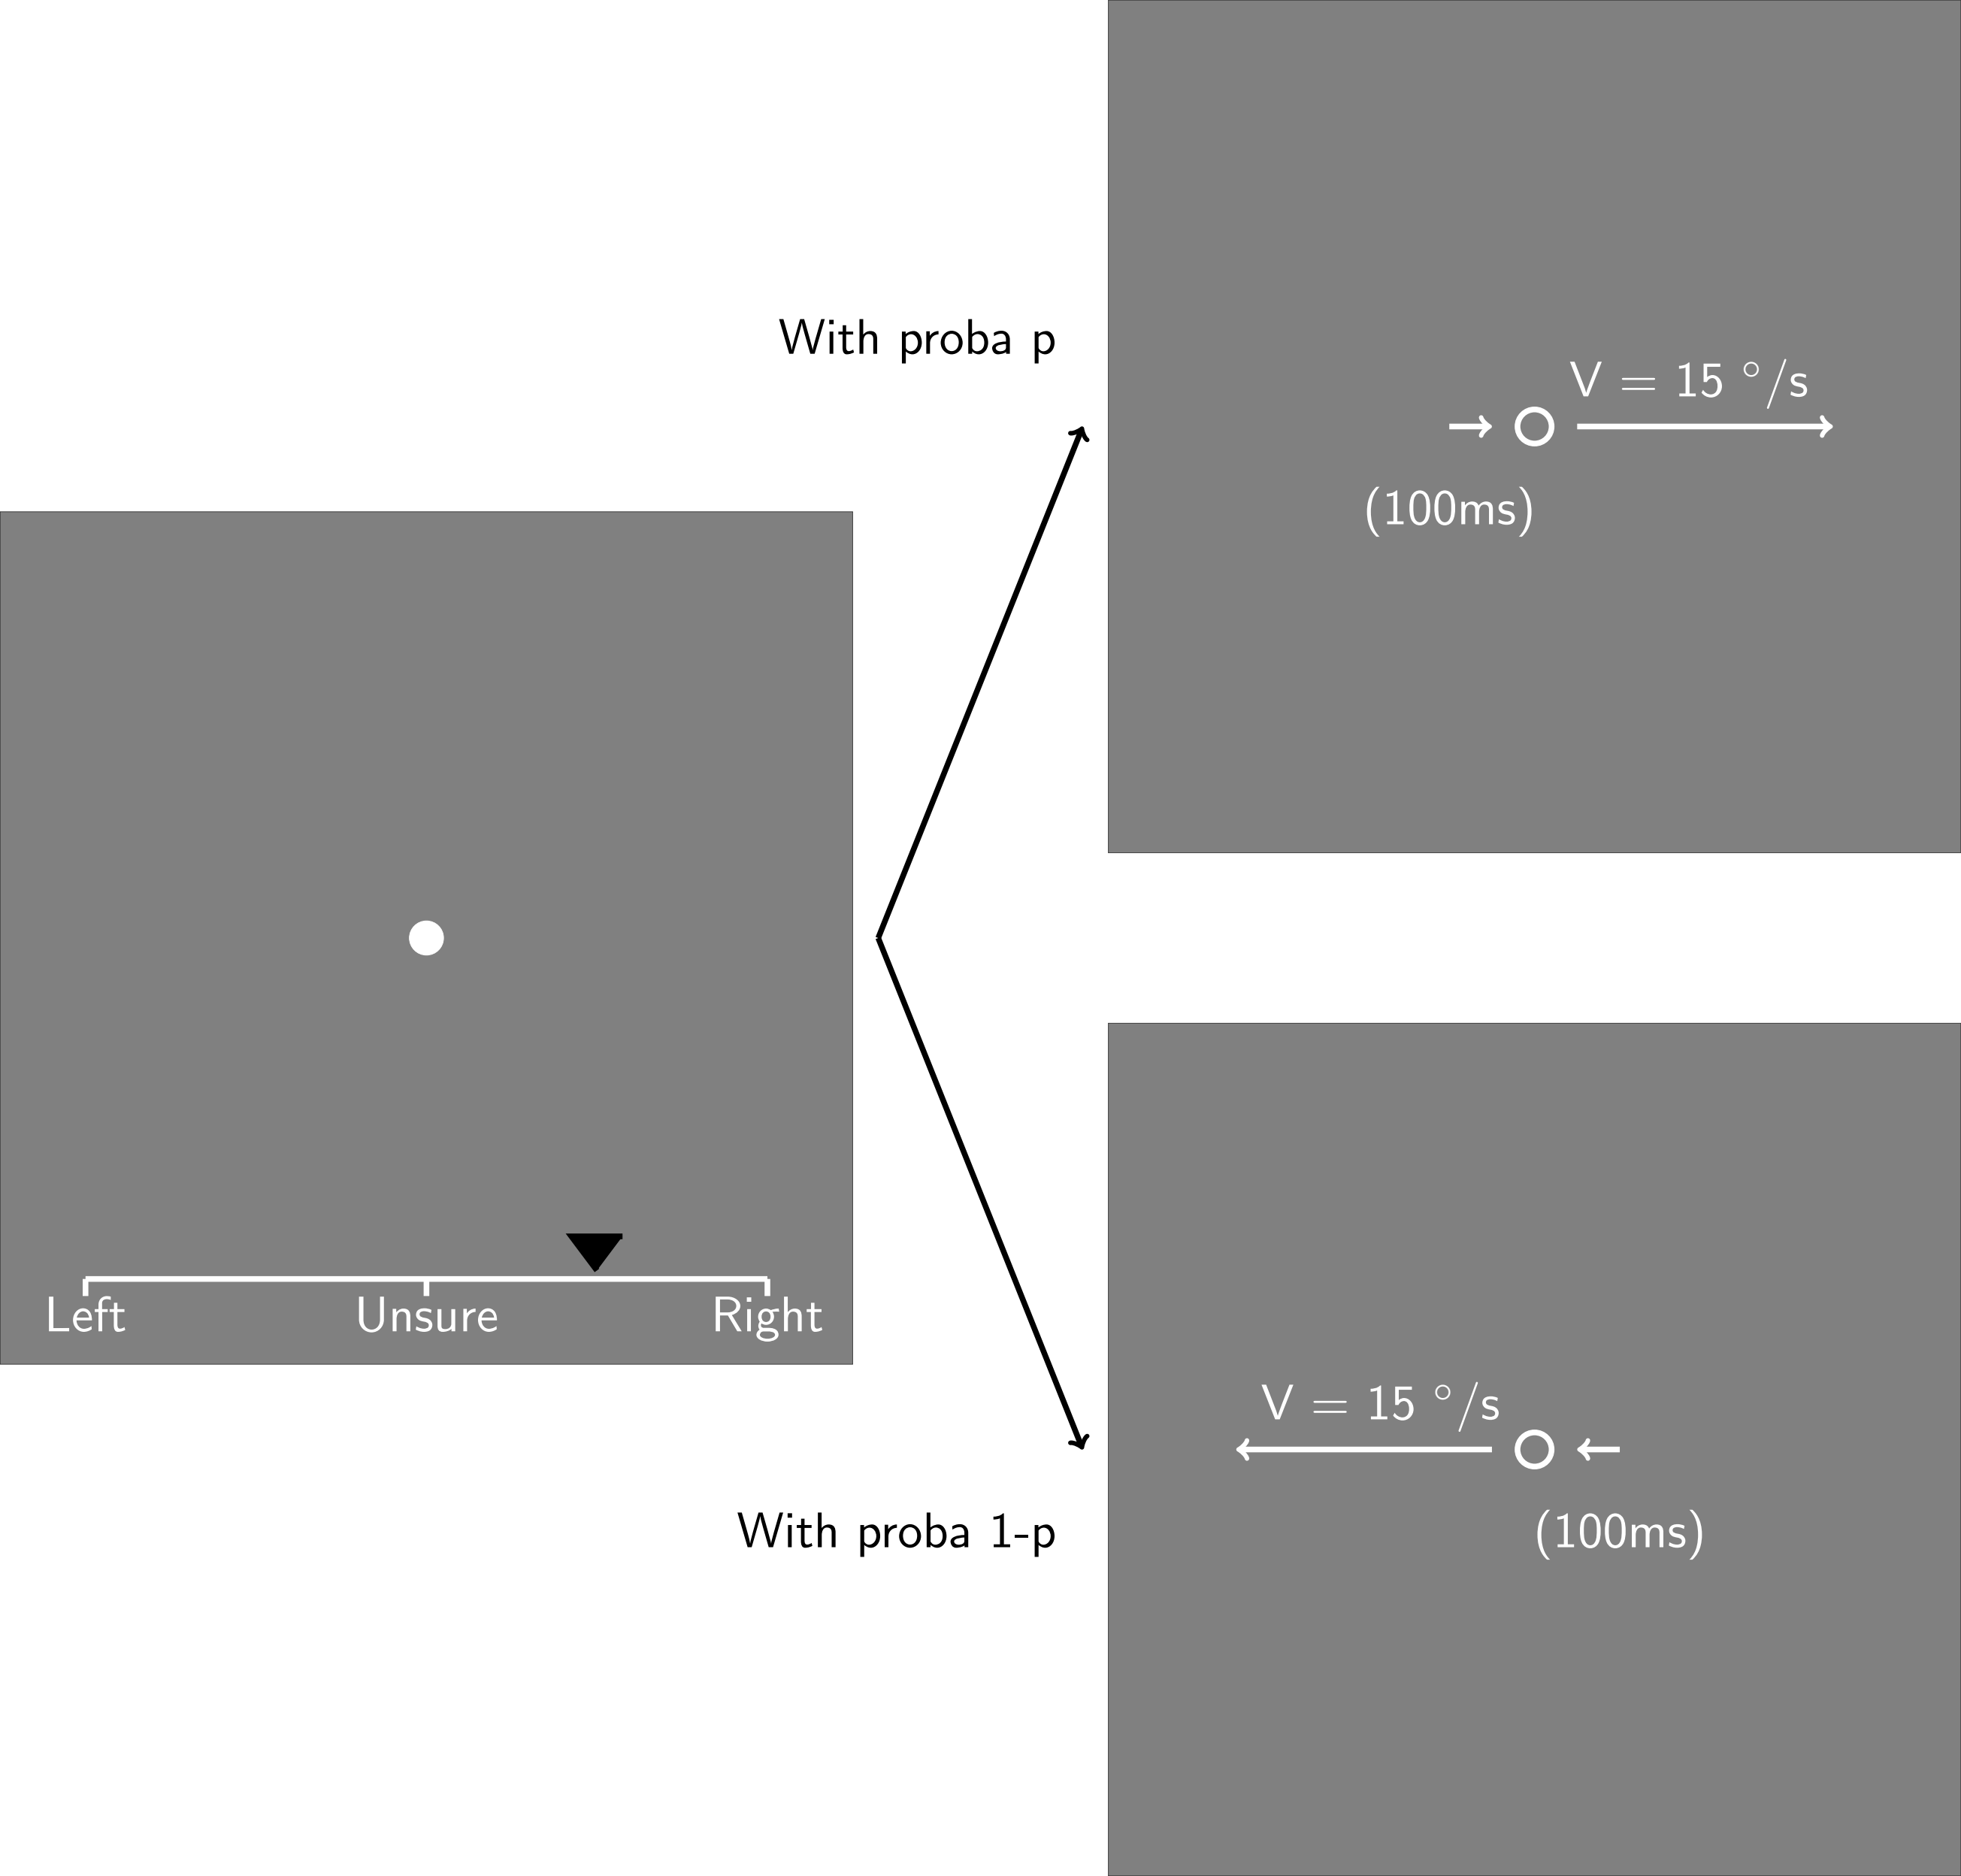 With proba p
V = 15 °/s
(100ms)
Left Unsure Right
V = 15 °/s
With proba 1-p
(100ms)